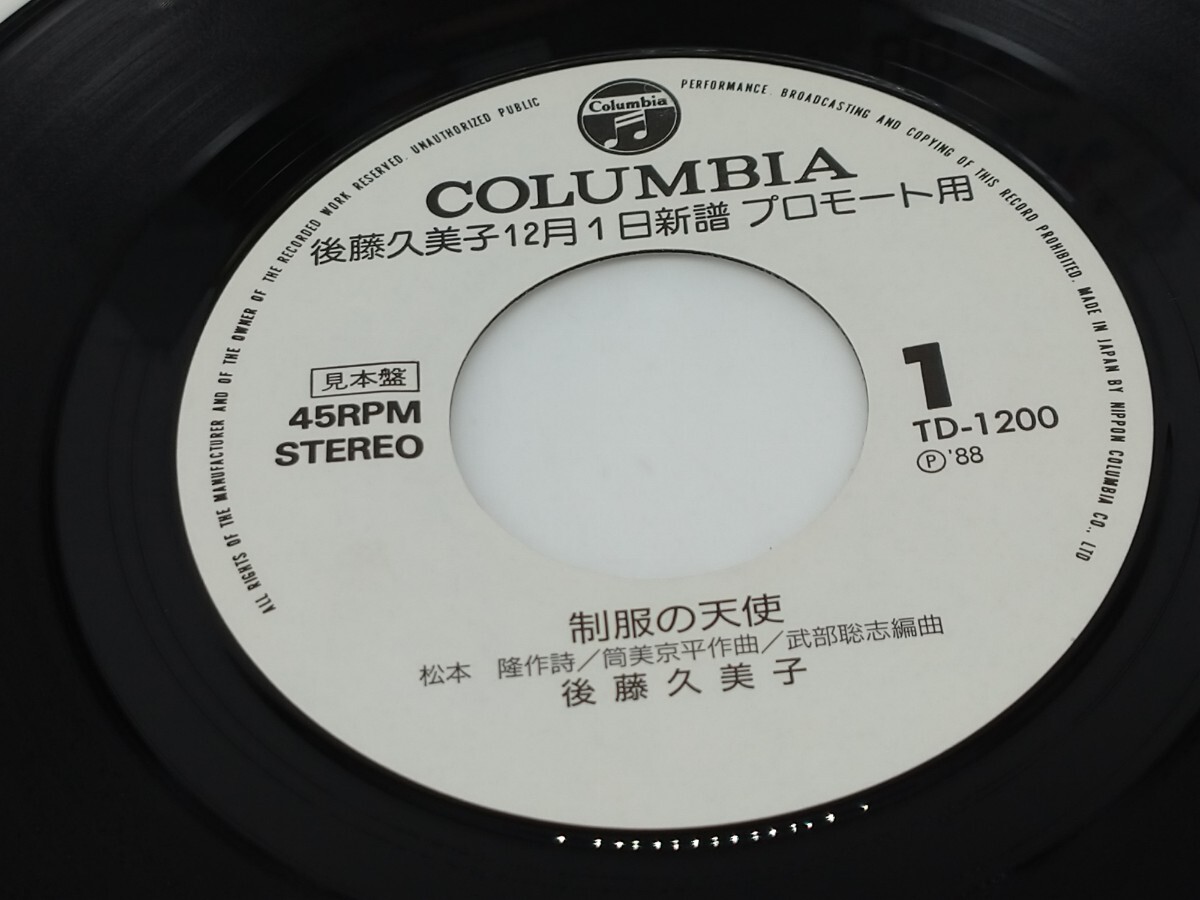 ALL RIGHTS OF THE MANUFACTURER AND OF THE OWNER OF THE RECORDED WORK RESERVED. UNAUTHORIZED PUBLIC PERFORMANCE. BROADCASTING AND COPYING OF THIS RECORD PROHIBITED. MADE IN JAPAN BY NIPPON COLUMBIA CO., LTD
Columbia
COLUMBIA
後藤久美子12月1日新譜 プロモート用
見本盤
45RPM
STEREO
1
TD-1200
Ⓟ'88
制服の天使
松本 隆作詩/筒美京平作曲/武部聡志編曲
後藤久美子